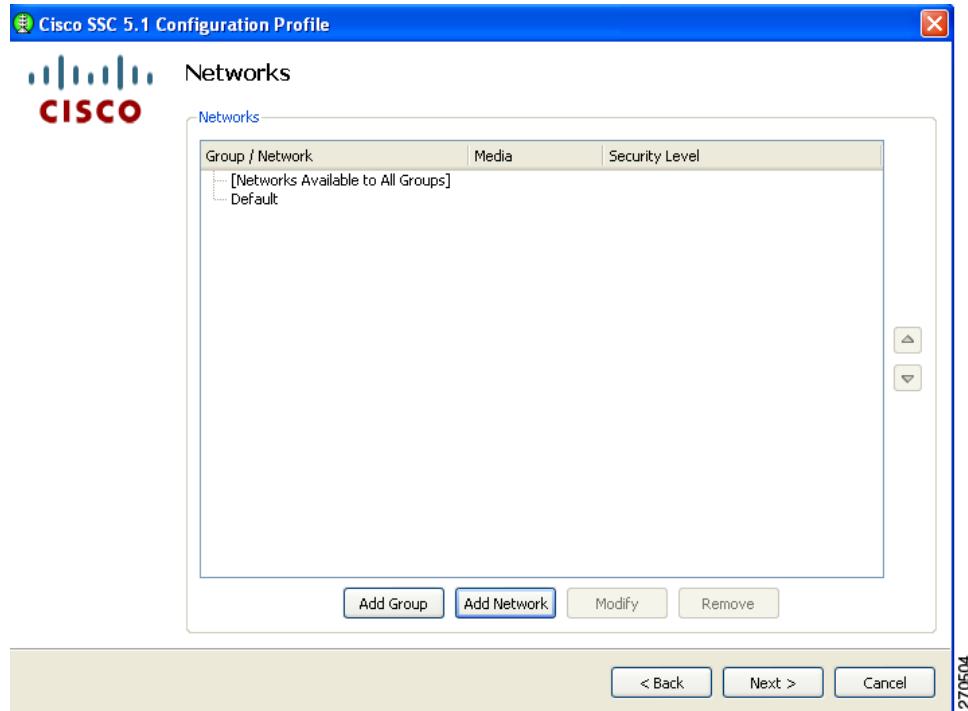 Cisco SSC 5.1 Configuration Profile
CISCO
Networks
Networks
Group / Network Media Security Level
[Networks Available to All Groups]
Default
Add Group Add Network Modify Remove
< Back Next > Cancel
270504